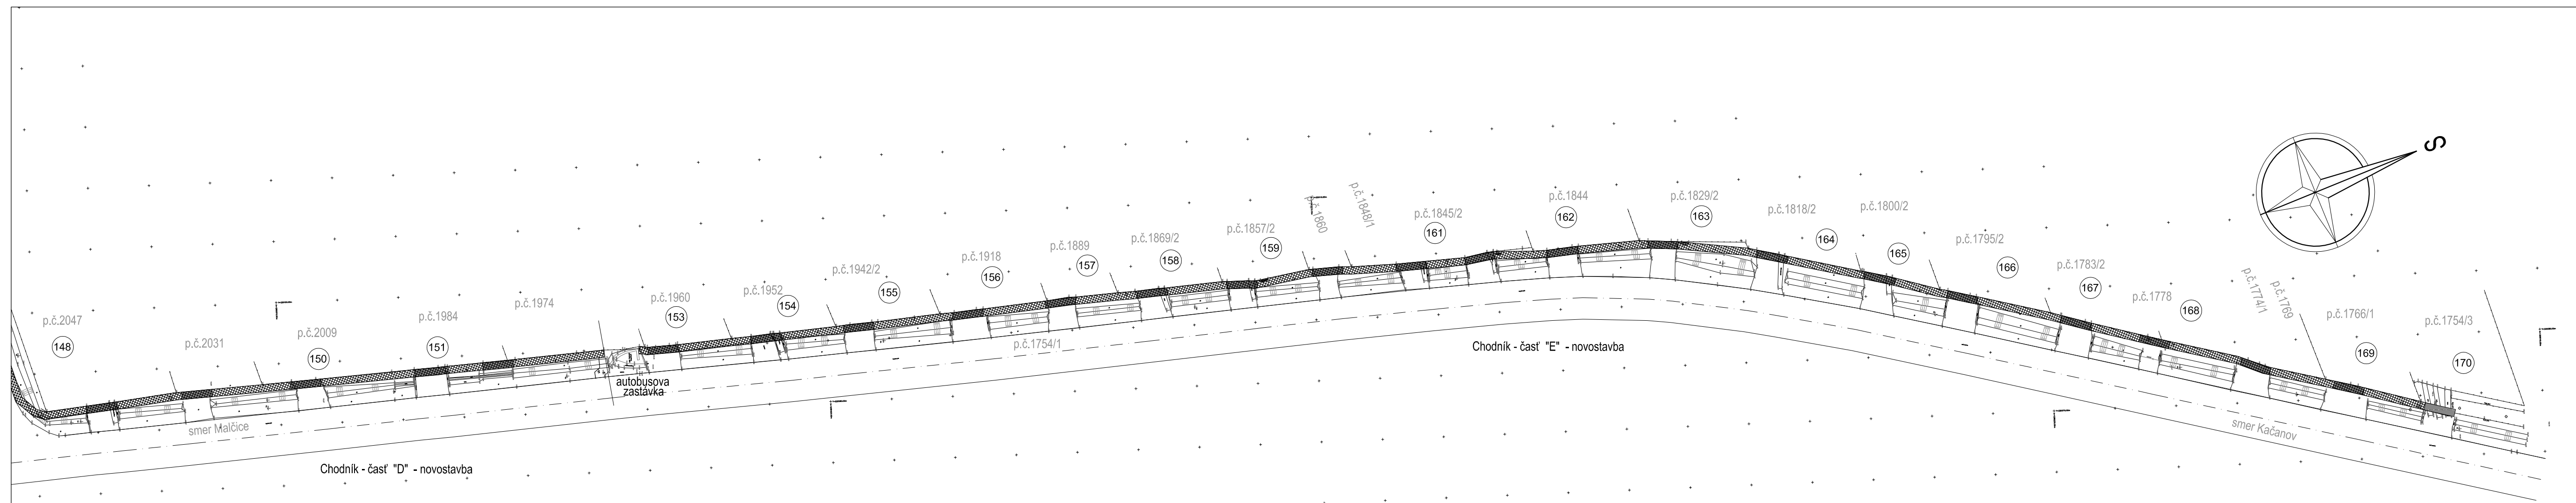 p.č.2047
148
p.č.2031
p.č.2009
150
p.č.1984
151
p.č.1974
autobusova
zastávka
p.č.1960
153
p.č.1952
154
p.č.1942/2
155
p.č.1918
156
p.č.1889
157
p.č.1869/2
158
p.č.1857/2
159
p.č.1860
p.č.1848/1
p.č.1845/2
161
p.č.1844
162
p.č.1829/2
163
p.č.1818/2
164
p.č.1800/2
165
p.č.1795/2
166
p.č.1783/2
167
p.č.1778
168
p.č.1774/1
p.č.1769
p.č.1766/1
169
p.č.1754/3
170
S
p.č.1754/1
smer Malčice
smer Kačanov
Chodník - časť "D" - novostavba
Chodník - časť "E" - novostavba